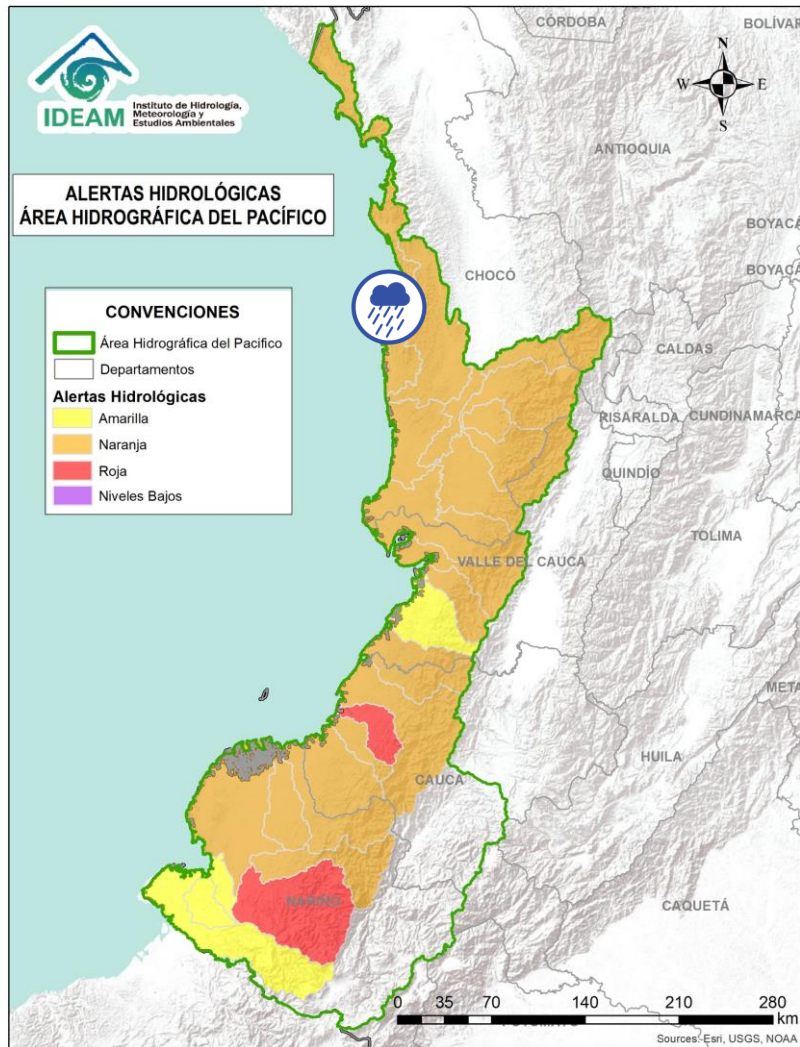 CÓRDOBA
BOLÍVAR
IDEAM
Instituto de Hidrología,
Meteorología y
Estudios Ambientales
N
W
E
S
ANTIOQUIA
ALERTAS HIDROLÓGICAS
ÁREA HIDROGRÁFICA DEL PACÍFICO
BOYACÁ
CHOCÓ
BOYACÁ
CONVENCIONES
Área Hidrográfica del Pacifico
Departamentos
Alertas Hidrológicas
Amarilla
Naranja
Roja
Niveles Bajos
CALDAS
RISARALDA
CUNDINAMARCA
QUINDÍO
TOLIMA
VALLE DEL CAUCA
META
HUILA
CAUCA
NARIÑO
CAQUETÁ
0 35 70 140 210 280
km
Sources: Esri, USGS, NOAA